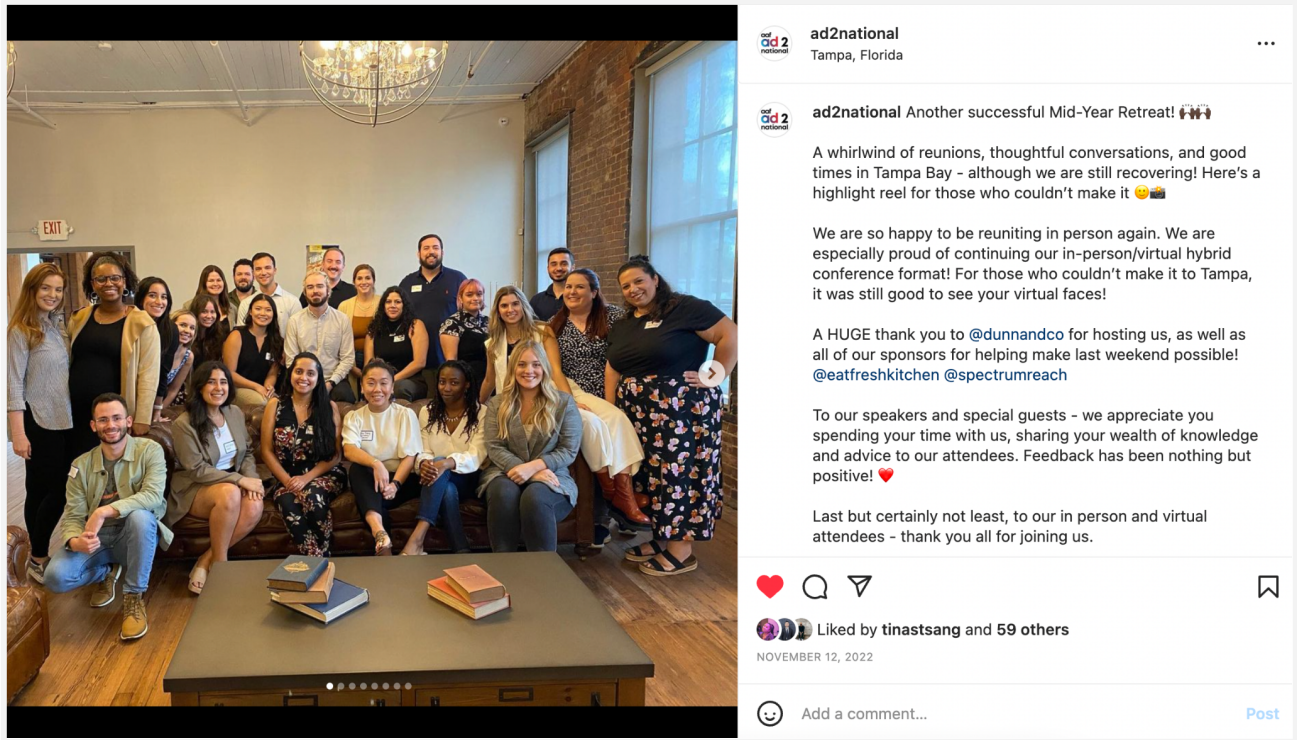 EXIT
aaf
ad 2
national
ad2national
Tampa, Florida
aaf
ad 2
national
ad2national Another successful Mid-Year Retreat! 🙌🏿🙌🏿
A whirlwind of reunions, thoughtful conversations, and good
times in Tampa Bay - although we are still recovering! Here’s a
highlight reel for those who couldn’t make it 🙂📸
We are so happy to be reuniting in person again. We are
especially proud of continuing our in-person/virtual hybrid
conference format! For those who couldn’t make it to Tampa,
it was still good to see your virtual faces!
A HUGE thank you to @dunnandco for hosting us, as well as
all of our sponsors for helping make last weekend possible!
@eatfreshkitchen @spectrumreach
To our speakers and special guests - we appreciate you
spending your time with us, sharing your wealth of knowledge
and advice to our attendees. Feedback has been nothing but
positive! ❤️
Last but certainly not least, to our in person and virtual
attendees - thank you all for joining us.
Liked by tinastsang and 59 others
NOVEMBER 12, 2022
Add a comment...
Post